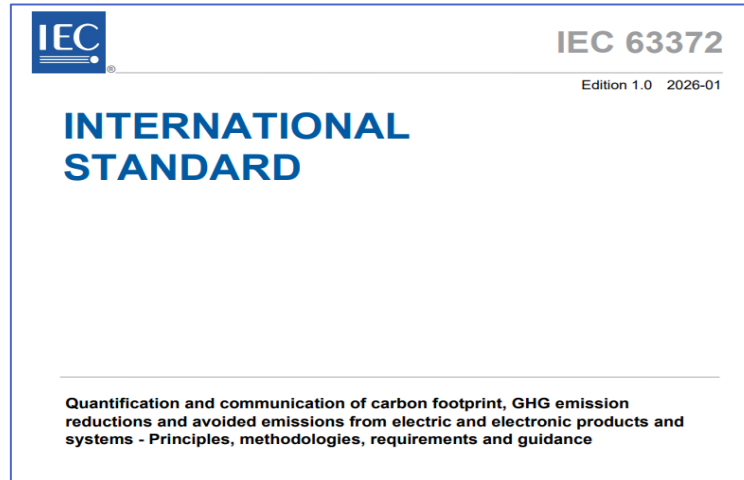 IEC
®
IEC 63372
Edition 1.0 2026-01
INTERNATIONAL
STANDARD
Quantification and communication of carbon footprint, GHG emission
reductions and avoided emissions from electric and electronic products and
systems - Principles, methodologies, requirements and guidance